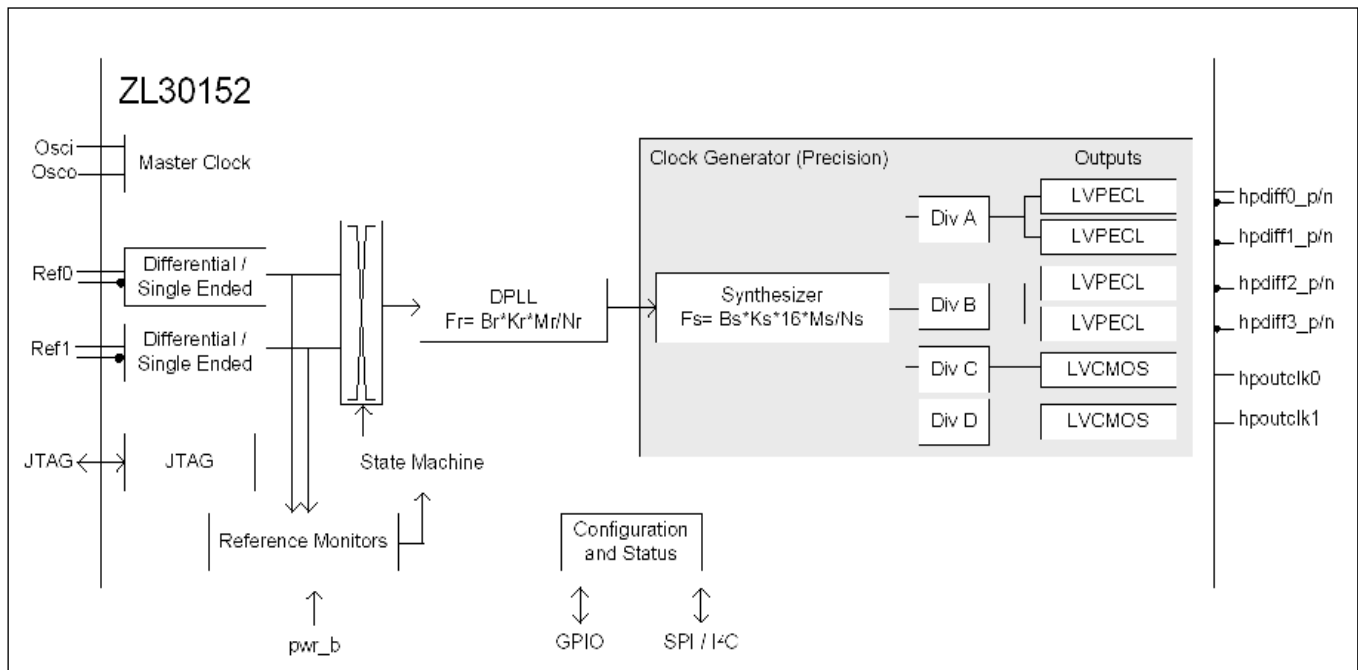 ZL30152
Osci
Osco
Master Clock
Clock Generator (Precision)
Outputs
Div A
LVPECL
hpdiff0_p/n
LVPECL
hpdiff1_p/n
Ref0
Differential /
Single Ended
DPLL
Fr= Br*Kr*Mr/Nr
Synthesizer
Fs= Bs*Ks*16*Ms/Ns
Div B
LVPECL
hpdiff2_p/n
LVPECL
hpdiff3_p/n
Ref1
Differential /
Single Ended
Div C
LVCMOS
hpoutclk0
Div D
LVCMOS
hpoutclk1
JTAG
JTAG
State Machine
Reference Monitors
Configuration
and Status
pwr_b
GPIO
SPI / I²C